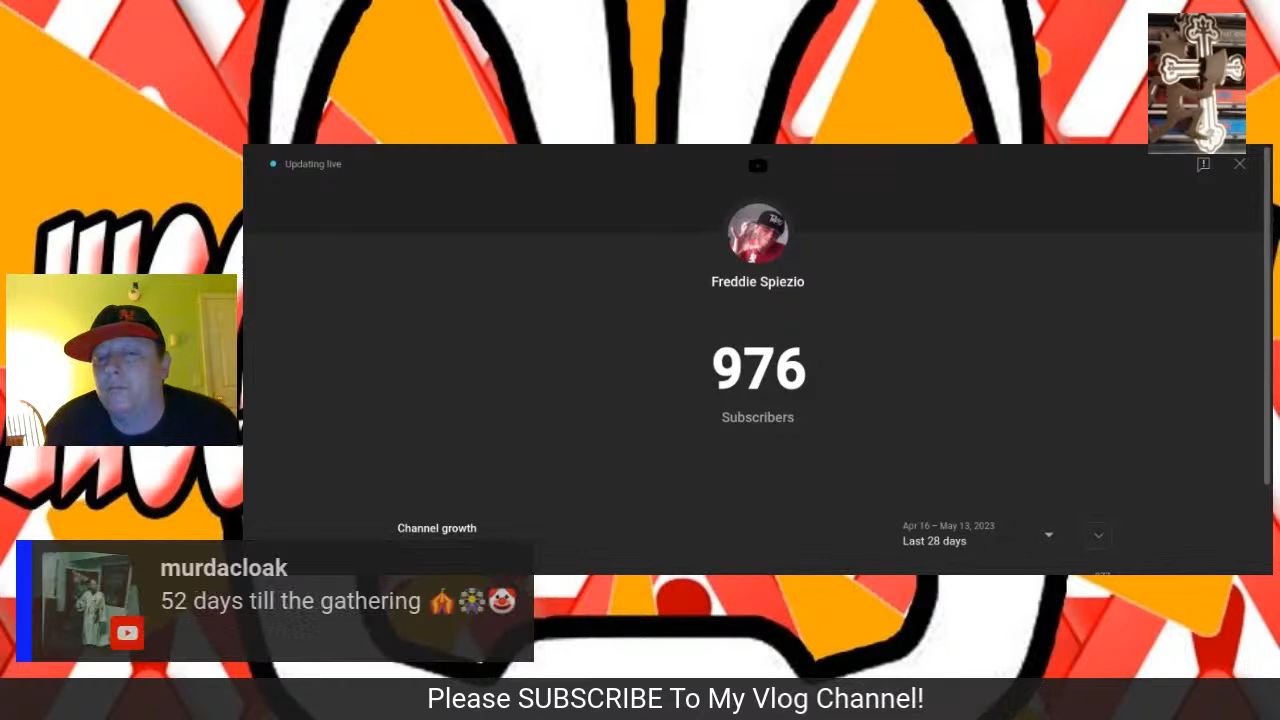 Updating live
Freddie Spiezio
976
Subscribers
Channel growth
Apr 16 – May 13, 2023
Last 28 days
murdacloak
52 days till the gathering 🎪🎡🤡
Please SUBSCRIBE To My Vlog Channel!